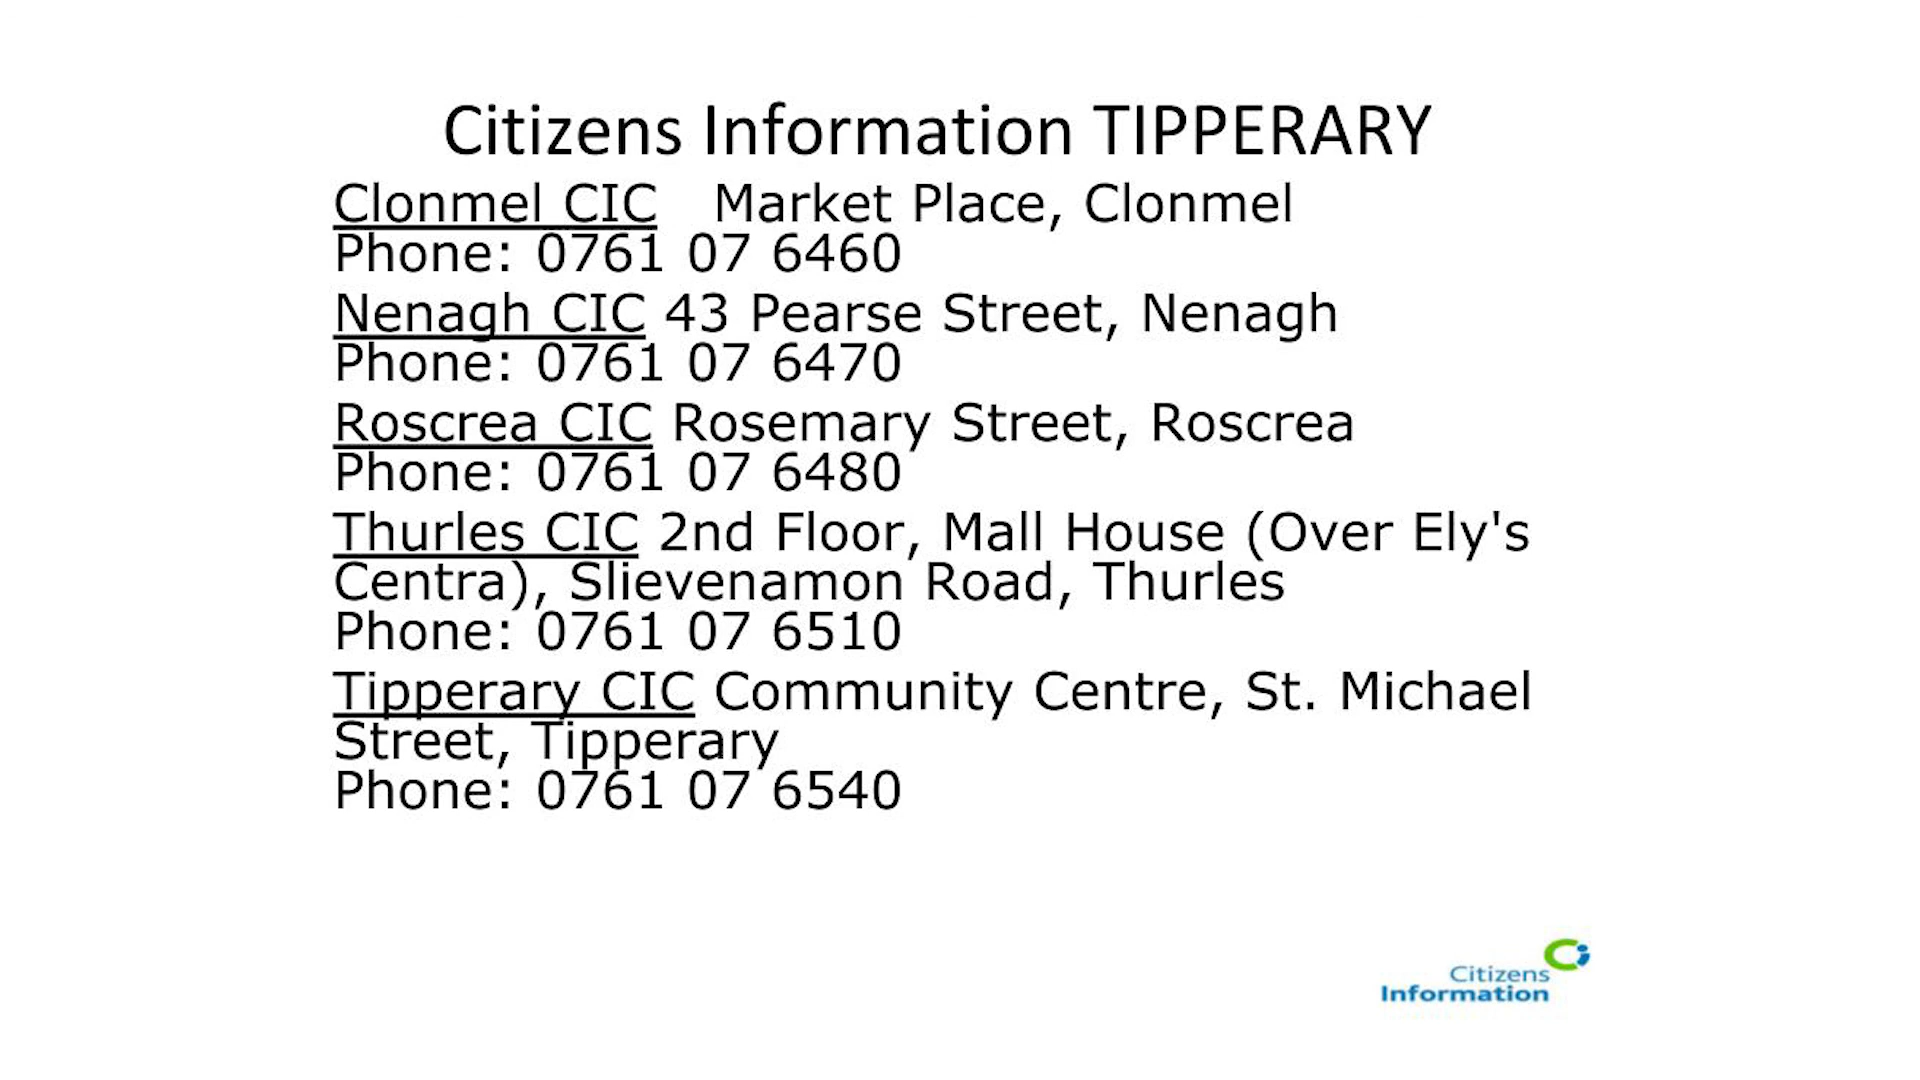 Citizens Information TIPPERARY
Clonmel CIC   Market Place, Clonmel
Phone: 0761 07 6460
Nenagh CIC 43 Pearse Street, Nenagh
Phone: 0761 07 6470
Roscrea CIC Rosemary Street, Roscrea
Phone: 0761 07 6480
Thurles CIC 2nd Floor, Mall House (Over Ely's
Centra), Slievenamon Road, Thurles
Phone: 0761 07 6510
Tipperary CIC Community Centre, St. Michael
Street, Tipperary
Phone: 0761 07 6540
Citizens
Information